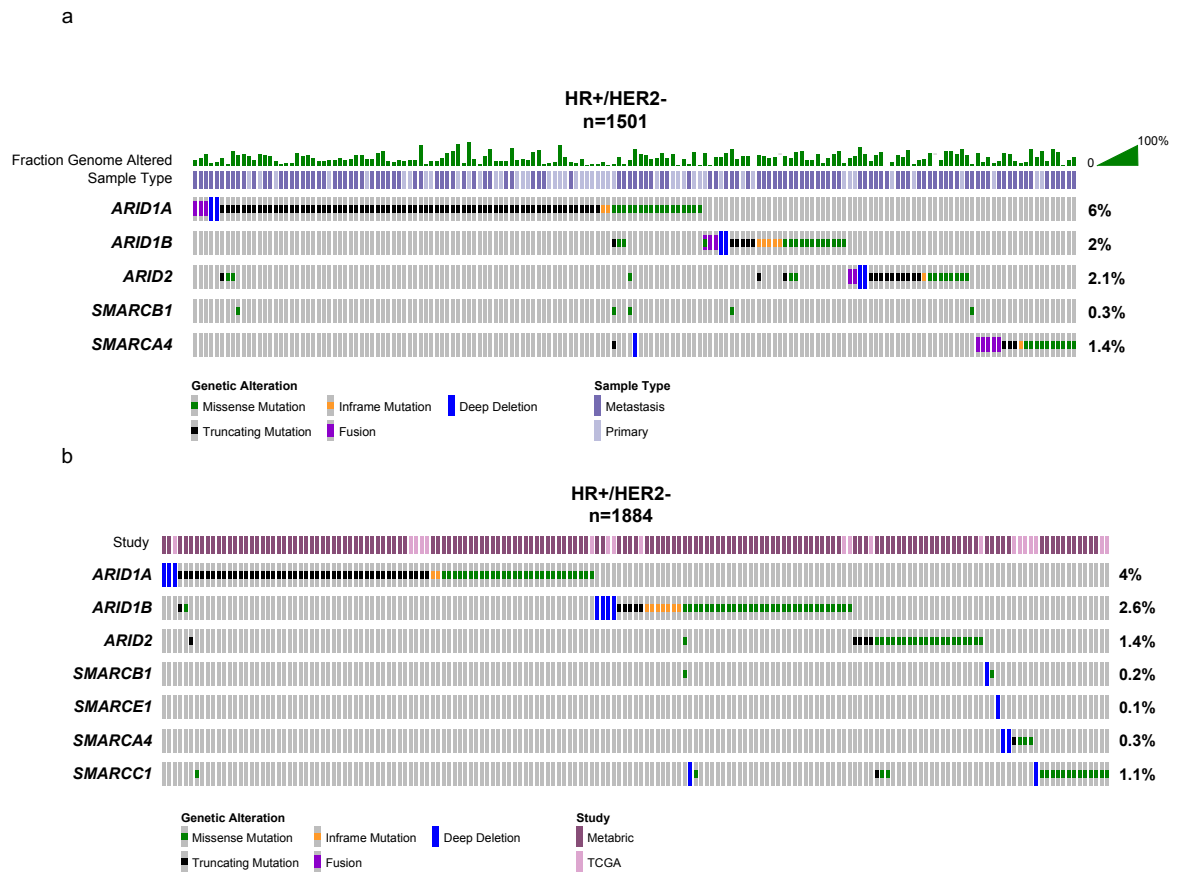 a
HR+/HER2-
n=1501
Fraction Genome Altered
0
100%
Sample Type
ARID1A
6%
ARID1B
2%
ARID2
2.1%
SMARCB1
0.3%
SMARCA4
1.4%
Genetic Alteration
Missense Mutation
Inframe Mutation
Deep Deletion
Truncating Mutation
Fusion
Sample Type
Metastasis
Primary
b
HR+/HER2-
n=1884
Study
ARID1A
4%
ARID1B
2.6%
ARID2
1.4%
SMARCB1
0.2%
SMARCE1
0.1%
SMARCA4
0.3%
SMARCC1
1.1%
Genetic Alteration
Missense Mutation
Inframe Mutation
Deep Deletion
Truncating Mutation
Fusion
Study
Metabric
TCGA